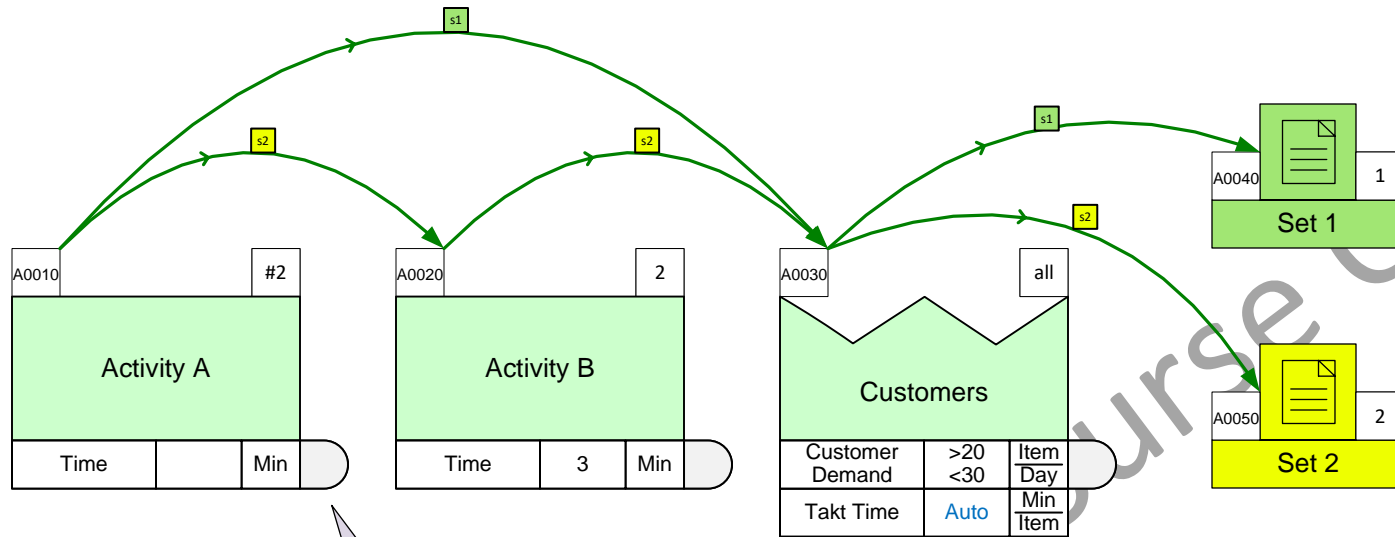 s1
s2
s2
s1
s2
A0010
#2
Activity A
Time
Min
A0020
2
Activity B
Time
3
Min
A0030
all
Customers
Customer
Demand
>20
<30
Item
Day
Takt Time
Auto
Min
Item
A0040
1
Set 1
A0050
2
Set 2